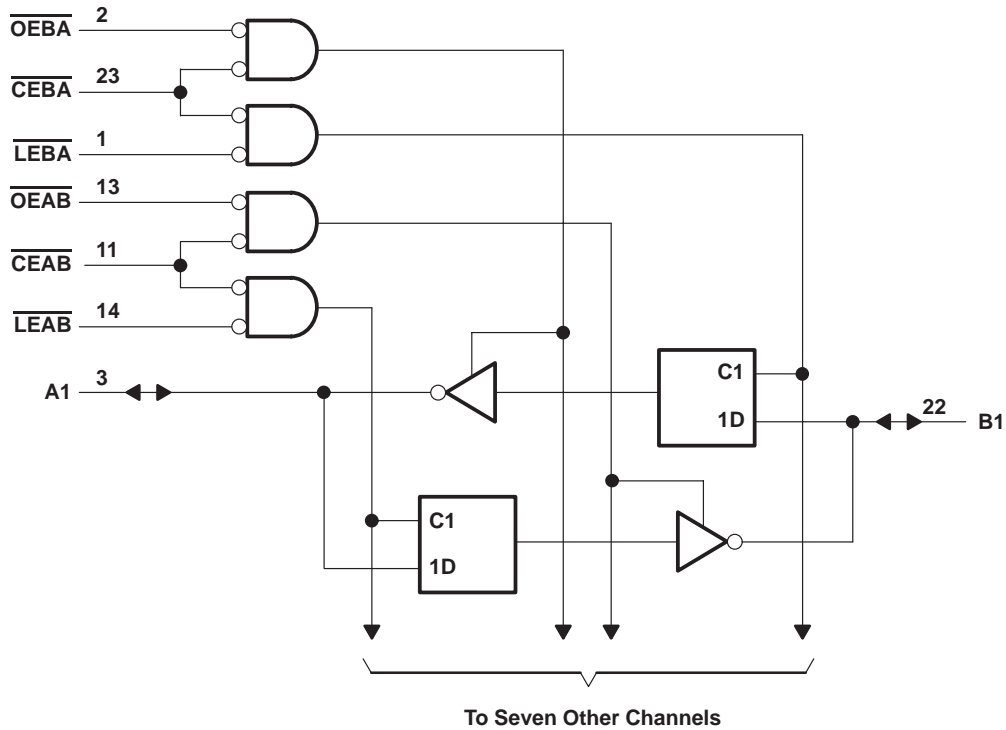 OEBA 2
CEBA 23
LEBA 1
OEAB 13
CEAB 11
LEAB 14
A1 3
C1
1D
22 B1
C1
1D
To Seven Other Channels